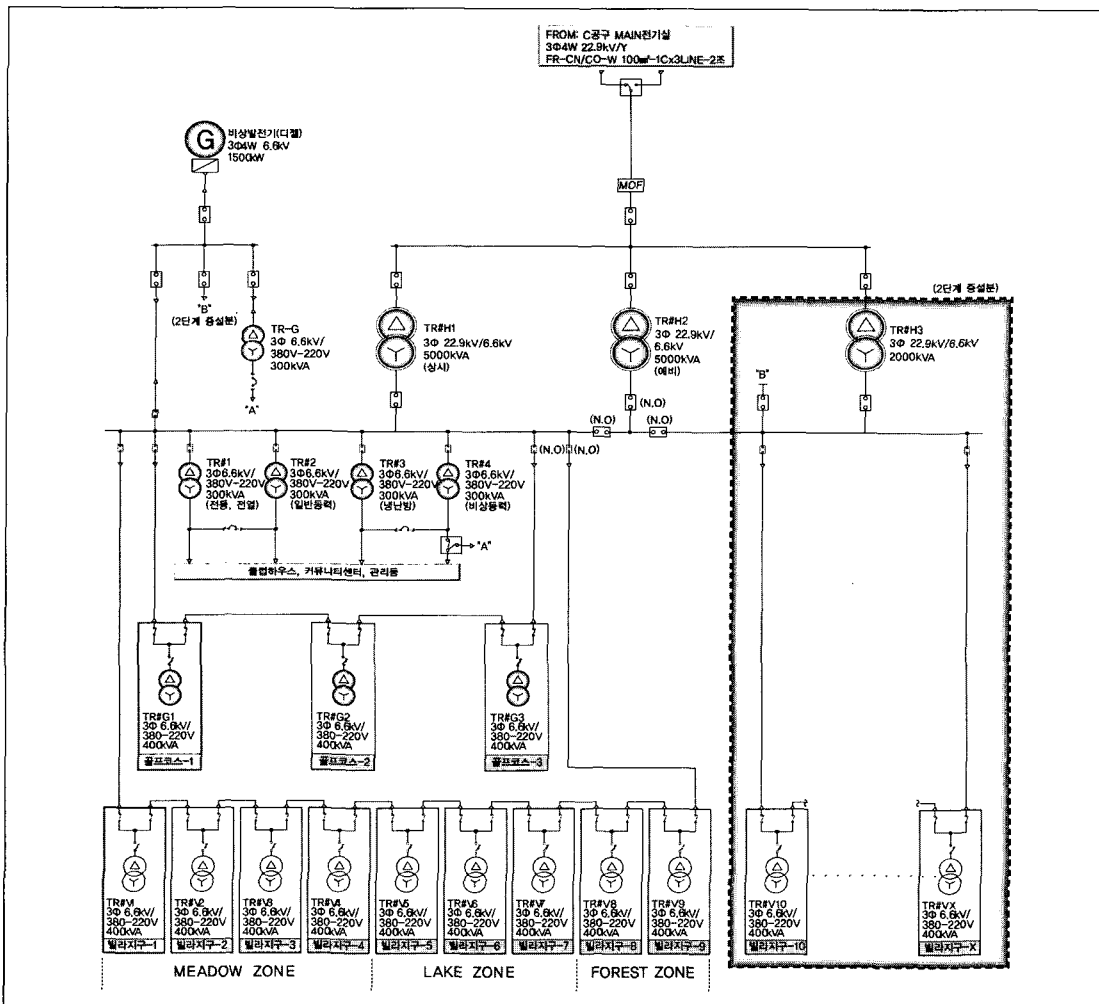 FROM: C공구 MAIN전기실
3Φ4W 22.9kV/Y
FR-CN/CO-W 100㎟-1Cx3LINE-2조
G
비상발전기(디젤)
3Φ4W 6.6kV
1500kW
MOF
"B"
(2단계 증설분)
TR-G
3Φ 6.6kV/
380V-220V
300kVA
"A"
TR#H1
3Φ 22.9kV/6.6kV
5000kVA
(상시)
TR#H2
3Φ 22.9kV/
6.6kV
5000kVA
(예비)
(2단계 증설분)
TR#H3
3Φ 22.9kV/6.6kV
2000kVA
"B"
(N.O)
(N.O)
(N.O)
(N.O)
(N.O)
TR#1
3Φ6.6kV/
380V-220V
300kVA
(전등, 전열)
TR#2
3Φ6.6kV/
380V-220V
300kVA
(일반동력)
TR#3
3Φ6.6kV/
380V-220V
300kVA
(냉난방)
TR#4
3Φ6.6kV/
380V-220V
300kVA
(비상동력)
"A"
클럽하우스, 커뮤니티센터, 관리동
TR#G1
3Φ 6.6kV/
380-220V
400kVA
골프코스-1
TR#G2
3Φ 6.6kV/
380-220V
400kVA
골프코스-2
TR#G3
3Φ 6.6kV/
380-220V
400kVA
골프코스-3
TR#V1
3Φ 6.6kV/
380-220V
400kVA
빌라지구-1
TR#V2
3Φ 6.6kV/
380-220V
400kVA
빌라지구-2
TR#V3
3Φ 6.6kV/
380-220V
400kVA
빌라지구-3
TR#V4
3Φ 6.6kV/
380-220V
400kVA
빌라지구-4
TR#V5
3Φ 6.6kV/
380-220V
400kVA
빌라지구-5
TR#V6
3Φ 6.6kV/
380-220V
400kVA
빌라지구-6
TR#V7
3Φ 6.6kV/
380-220V
400kVA
빌라지구-7
TR#V8
3Φ 6.6kV/
380-220V
400kVA
빌라지구-8
TR#V9
3Φ 6.6kV/
380-220V
400kVA
빌라지구-9
TR#V10
3Φ 6.6kV/
380-220V
400kVA
빌라지구-10
TR#VX
3Φ 6.6kV/
380-220V
400kVA
빌라지구-X
MEADOW ZONE
LAKE ZONE
FOREST ZONE